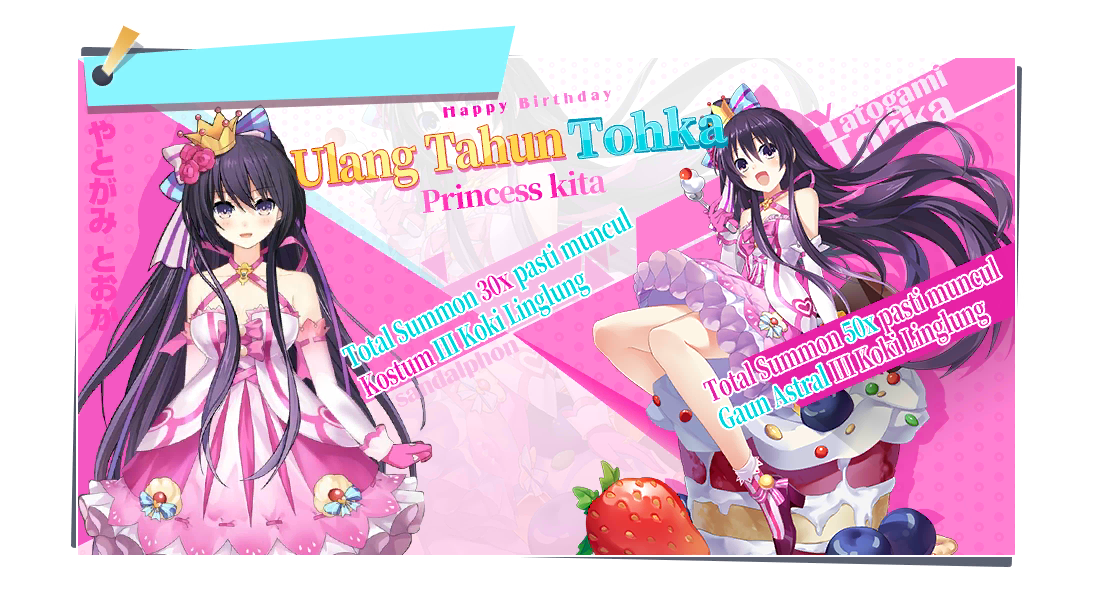 Happy Birthday
Ulang Tahun Tohka
Princess kita
Yatogami
Tohka
やとがみ とおか
Total Summon 30x pasti muncul
Kostum III Koki Linglung
sandalphon
Total Summon 50x pasti muncul
Gaun Astral III Koki Linglung